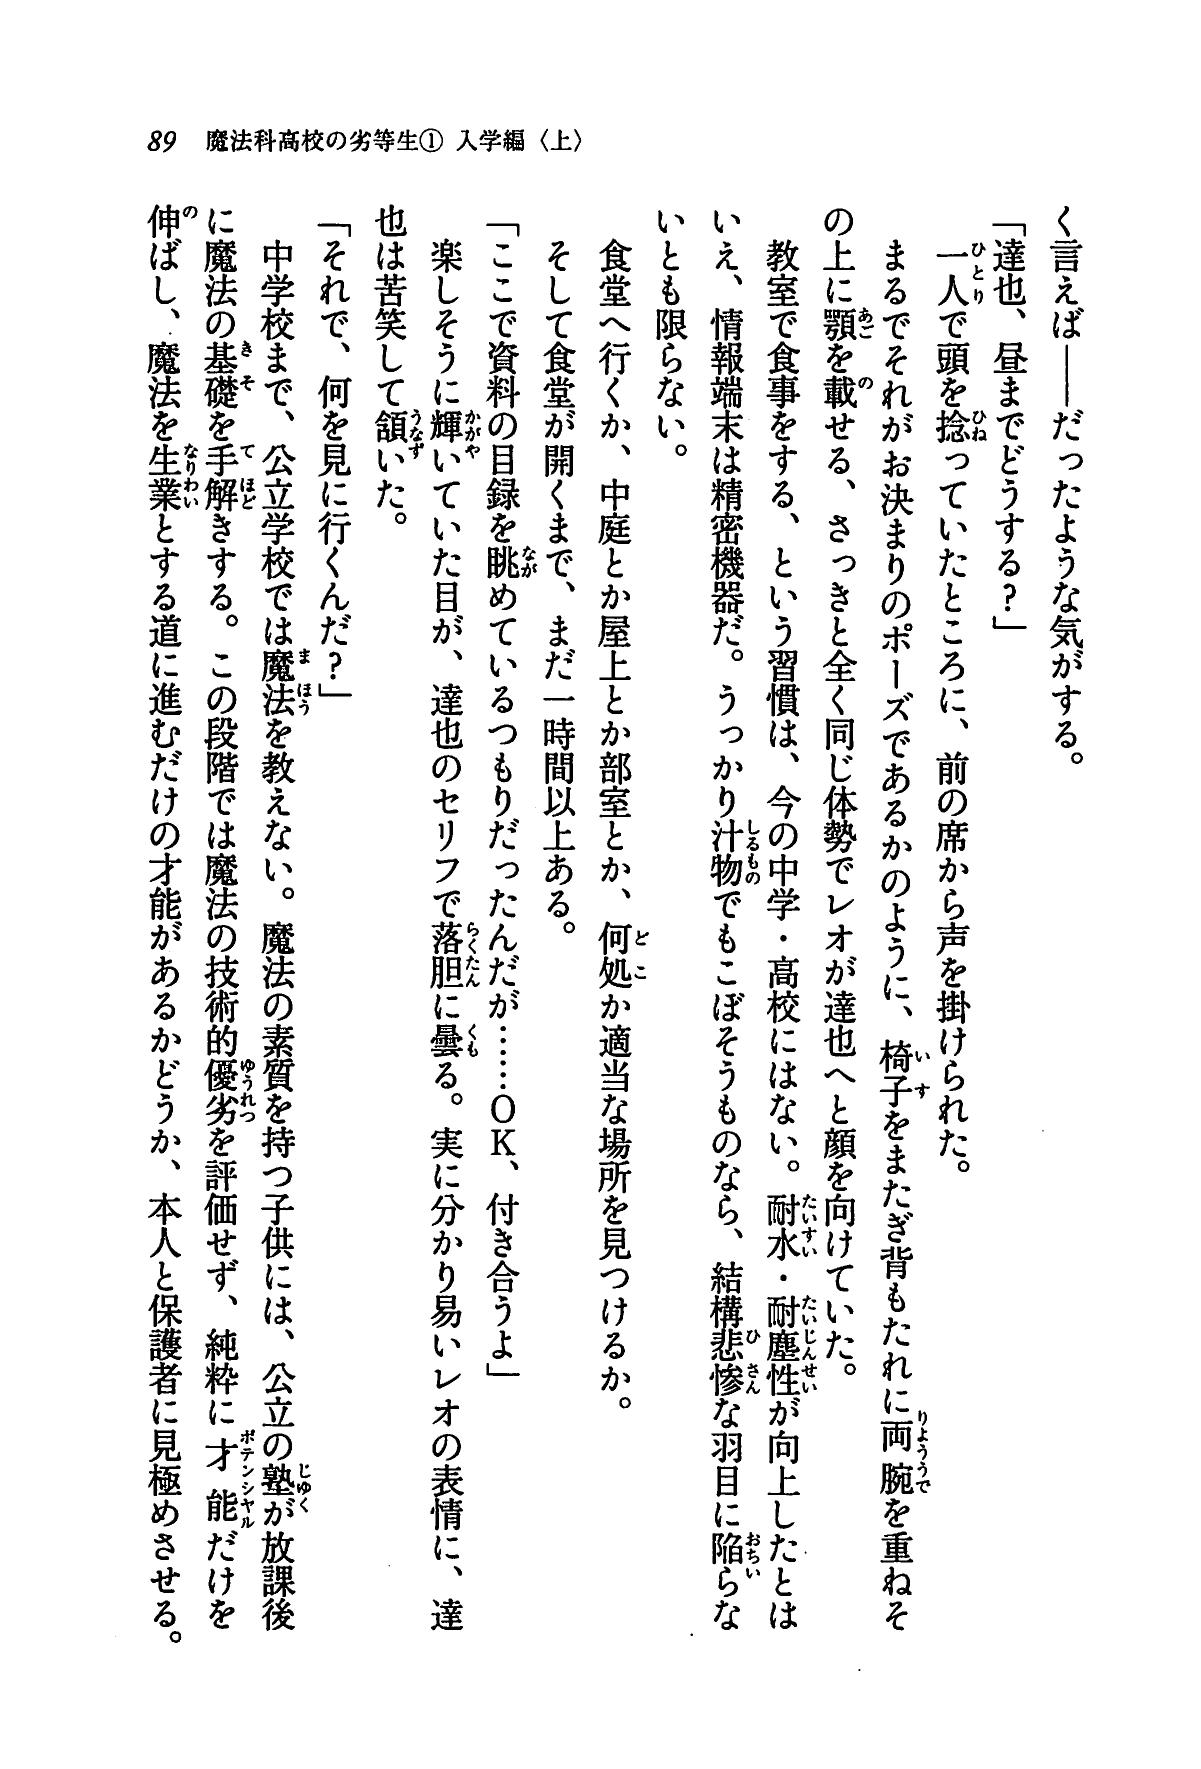 89 魔法科高校の劣等生① 入学編〈上〉
く言えば――だったような気がする。
「達也、昼までどうする？」
一人で頭を捻っていたところに、前の席から声を掛けられた。
まるでそれがお決まりのポーズであるかのように、椅子をまたぎ背もたれに両腕を重ねそ
の上に顎を載せる、さっきと全く同じ体勢でレオが達也へと顔を向けていた。
教室で食事をする、という習慣は、今の中学・高校にはない。耐水・耐塵性が向上したとは
いえ、情報端末は精密機器だ。うっかり汁物でもこぼそうものなら、結構悲惨な羽目に陥らな
いとも限らない。
食堂へ行くか、中庭とか屋上とか部室とか、何処か適当な場所を見つけるか。
そして食堂が開くまで、まだ一時間以上ある。
「ここで資料の目録を眺めているつもりだったんだが……ＯＫ、付き合うよ」
楽しそうに輝いていた目が、達也のセリフで落胆に曇る。実に分かり易いレオの表情に、達
也は苦笑して頷いた。
「それで、何を見に行くんだ？」
中学校まで、公立学校では魔法を教えない。魔法の素質を持つ子供には、公立の塾が放課後
に魔法の基礎を手解きする。この段階では魔法の技術的優劣を評価せず、純粋に才能だけを
伸ばし、魔法を生業とする道に進むだけの才能があるかどうか、本人と保護者に見極めさせる。